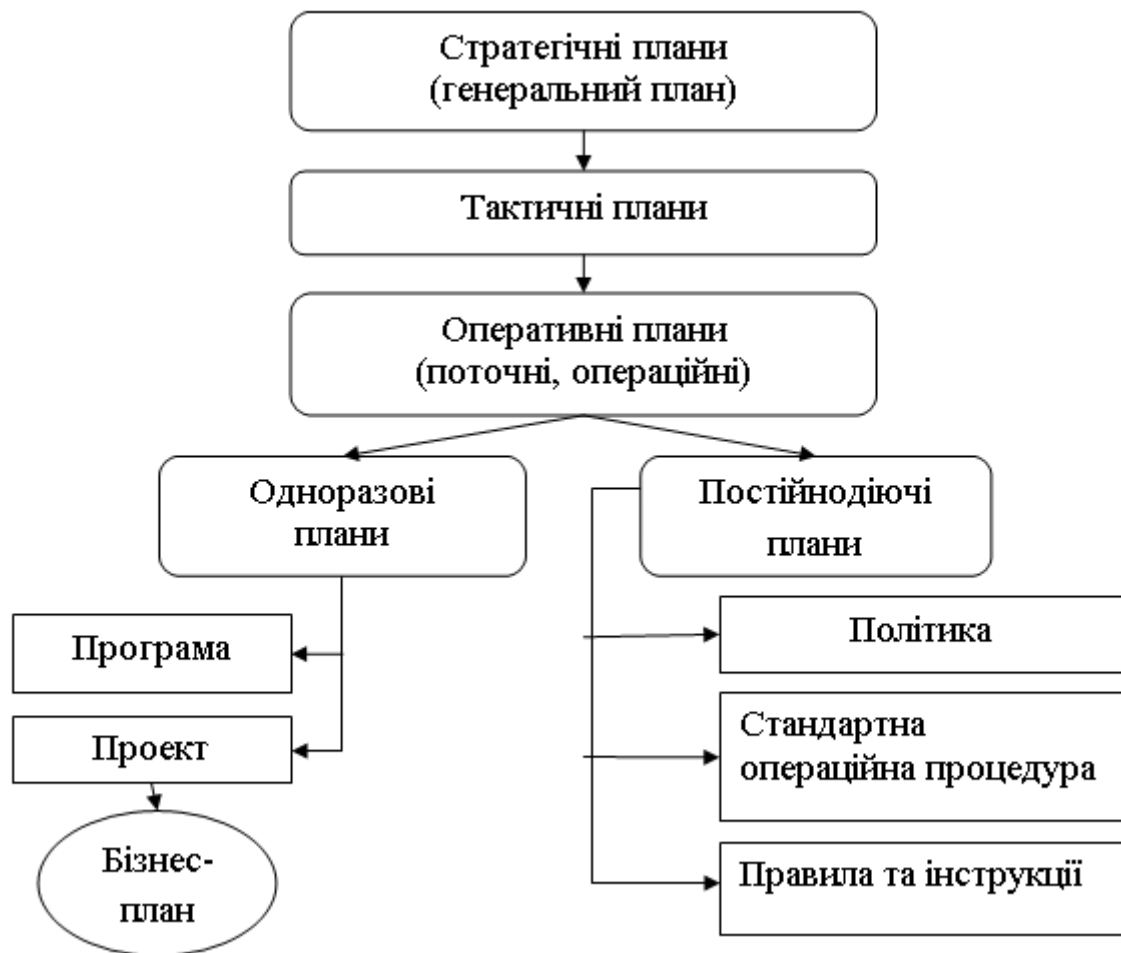 Стратегічні плани
(генеральний план)
Тактичні плани
Оперативні плани
(поточні, операційні)
Одноразові
плани
Постійнодіючі
плани
Програма
Проект
Бізнес-
план
Політика
Стандартна
операційна процедура
Правила та інструкції